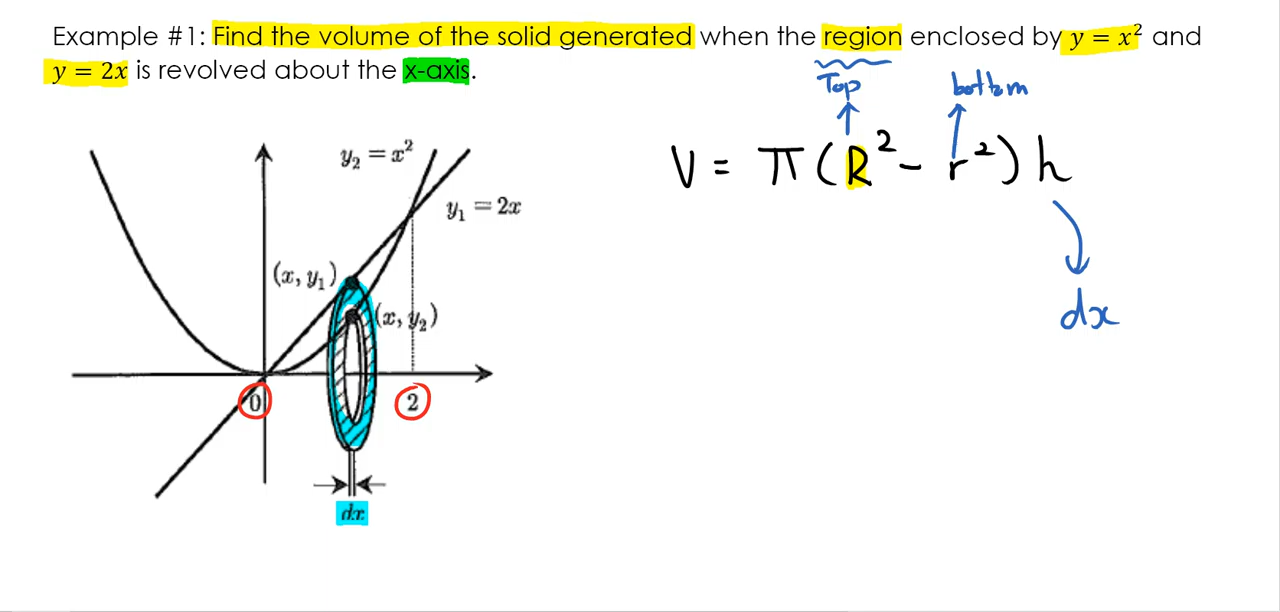 Example #1: Find the volume of the solid generated when the region enclosed by y = x² and
y = 2x is revolved about the x-axis.
Top
bottom
V = π(R² - r²)h
dx
y₂ = x²
y₁ = 2x
(x, y₁)
(x, y₂)
0
2
dx